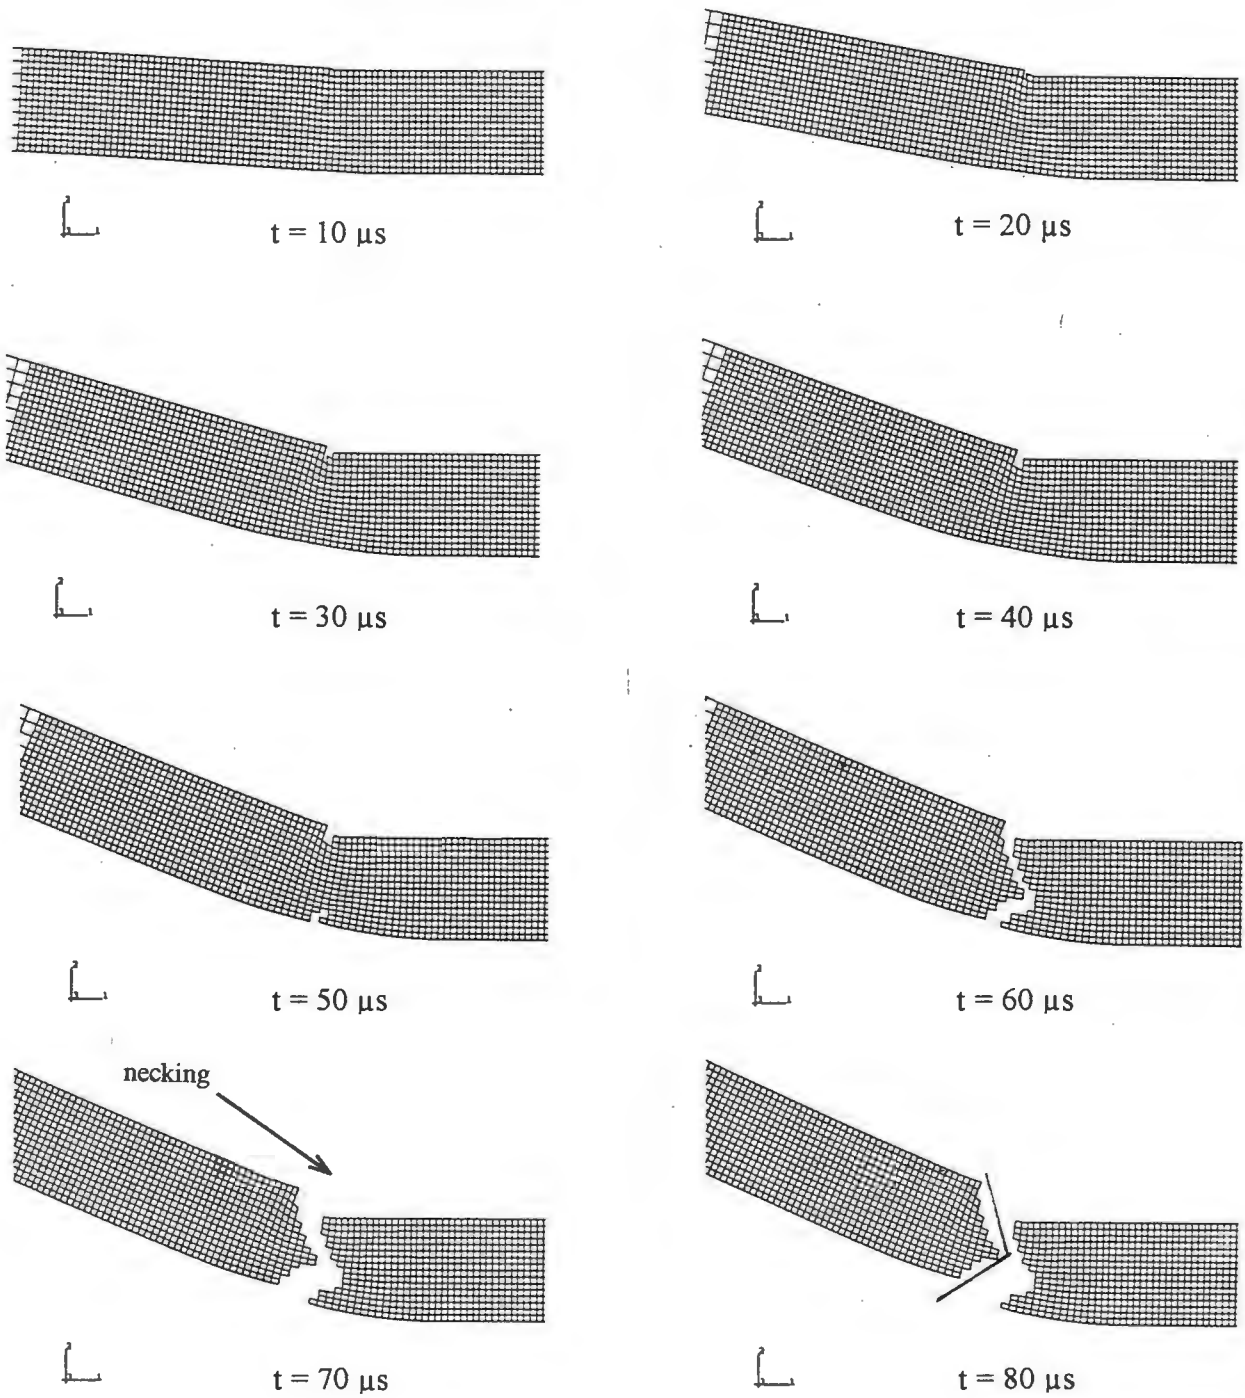 t = 10 μs
t = 20 μs
t = 30 μs
t = 40 μs
t = 50 μs
t = 60 μs
necking
t = 70 μs
t = 80 μs